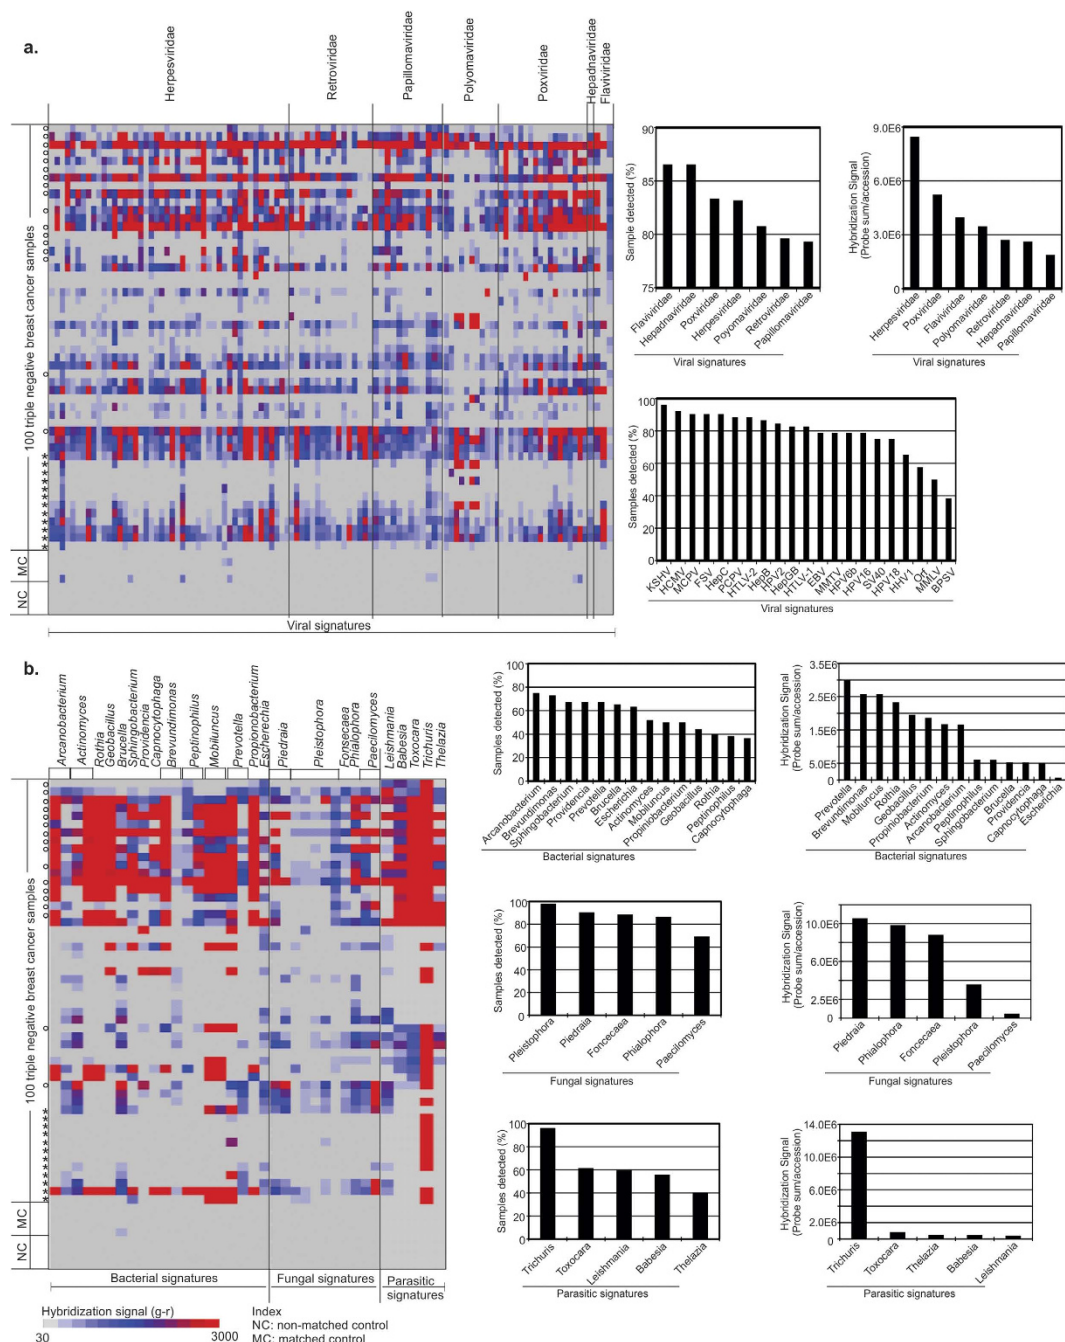 a.
Herpesviridae
Retroviridae
Papillomaviridae
Polyomaviridae
Poxviridae
Hepadnaviridae
Flaviviridae
100 triple negative breast cancer samples
MC
NC
Viral signatures
Sample detected (%)
90
85
80
75
Flaviviridae
Hepadnaviridae
Poxviridae
Herpesviridae
Poyomaviridae
Retroviridae
Papillomaviridae
Viral signatures
Hybridization Signal
(Probe sum/accession)
9.0E6
6.0E6
3.0E6
0
Herpesviridae
Poxviridae
Flaviviridae
Polyomaviridae
Retroviridae
Hepadnaviridae
Papillomaviridae
Viral signatures
Samples detected (%)
100
80
60
40
20
0
KSHV
HCMV
MCPV
FSV
HepC
PCPV
HTLV-2
HepB
HPV2
HepGB
HTLV-1
EBV
MMTV
HPV6b
HPV16
SV40
HPV18
HHV1
Orf
MMLV
BPSV
Viral signatures
b.
Arcanobacterium
Actinomyces
Rothia
Geobacillus
Brucella
Sphingobacterium
Providencia
Capnocytophaga
Brevundimonas
Peptinophilus
Mobiluncus
Prevotella
Propionobacterium
Escherechia
Piedra
Pleistophora
Fonsecaea
Phialophora
Paecilomyces
Leishmania
Babesia
Toxocara
Trichuris
Thelazia
100 triple negative breast cancer samples
MC
NC
Bacterial signatures
Fungal signatures
Parasitic
signatures
Hybridization signal (g-r)
30
3000
Index
NC: non-matched control
MC: matched control
Samples detected (%)
100
80
60
40
20
0
Arcanobacterium
Brevundimonas
Sphingobacterium
Providencia
Prevotella
Brucella
Escherichia
Actinomyces
Mobiluncus
Propiniobacterium
Geobacillus
Rothia
Peptinophilus
Capnocytophaga
Bacterial signatures
Hybridization Signal
(Probe sum/accession)
3.5E6
2.5E6
1.5E6
5.0E5
0
Prevotella
Brevundimonas
Mobiluncus
Rothia
Geobacillus
Propiniobacterium
Actinomyces
Arcanobacterium
Peptinophilus
Sphingobacterium
Brucella
Providencia
Capnocytophaga
Escherichia
Bacterial signatures
Samples detected (%)
100
80
60
40
20
0
Pleistophora
Piedraia
Foncecaea
Phialophora
Paecilomyces
Fungal signatures
Hybridization Signal
(Probe sum/accession)
10.0E6
6.0E6
2.5E6
0
Piedraia
Phialophora
Foncecaea
Pleistophora
Paecilomyces
Fungal signatures
Samples detected (%)
100
80
60
40
20
0
Trichuris
Toxocara
Leishmania
Babesia
Thelazia
Parasitic signatures
Hybridization Signal
(Probe sum/accession)
14.0E6
10.0E6
6.0E6
2.0E6
0
Trichuris
Toxocara
Thelazia
Babesia
Leishmania
Parasitic signatures